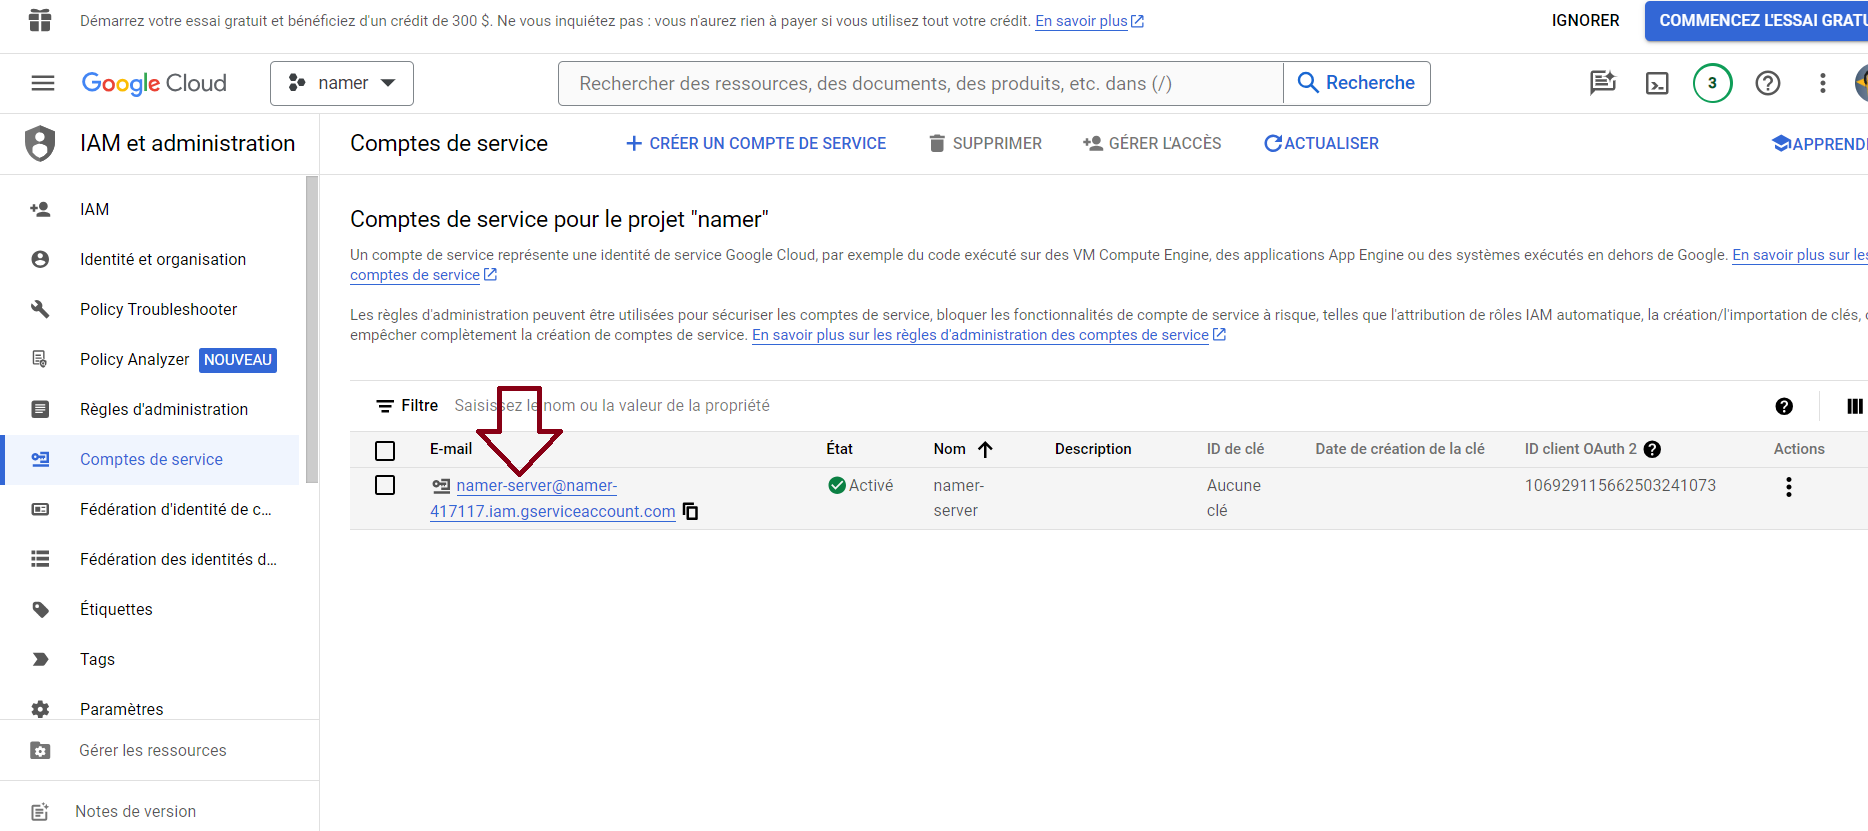 Démarrez votre essai gratuit et bénéficiez d'un crédit de 300 $. Ne vous inquiétez pas : vous n'aurez rien à payer si vous utilisez tout votre crédit. En savoir plus
IGNORER
COMMENCEZ L'ESSAI GRATU
Google Cloud
namer
Rechercher des ressources, des documents, des produits, etc. dans (/)
Recherche
3
IAM et administration
Comptes de service
CRÉER UN COMPTE DE SERVICE
SUPPRIMER
GÉRER L'ACCÈS
ACTUALISER
APPREND
IAM
Identité et organisation
Policy Troubleshooter
Policy Analyzer NOUVEAU
Règles d'administration
Comptes de service
Fédération d'identité de c...
Fédération des identités d...
Étiquettes
Tags
Paramètres
Gérer les ressources
Notes de version
Comptes de service pour le projet "namer"
Un compte de service représente une identité de service Google Cloud, par exemple du code exécuté sur des VM Compute Engine, des applications App Engine ou des systèmes exécutés en dehors de Google. En savoir plus sur les
comptes de service
Les règles d'administration peuvent être utilisées pour sécuriser les comptes de service, bloquer les fonctionnalités de compte de service à risque, telles que l'attribution de rôles IAM automatique, la création/l'importation de clés,
empêcher complètement la création de comptes de service. En savoir plus sur les règles d'administration des comptes de service
Filtre Saisissez le nom ou la valeur de la propriété
E-mail État Nom Description ID de clé Date de création de la clé ID client OAuth 2 Actions
namer-server@namer- Activé namer- Aucune 106929115662503241073
417117.iam.gserviceaccount.com server clé